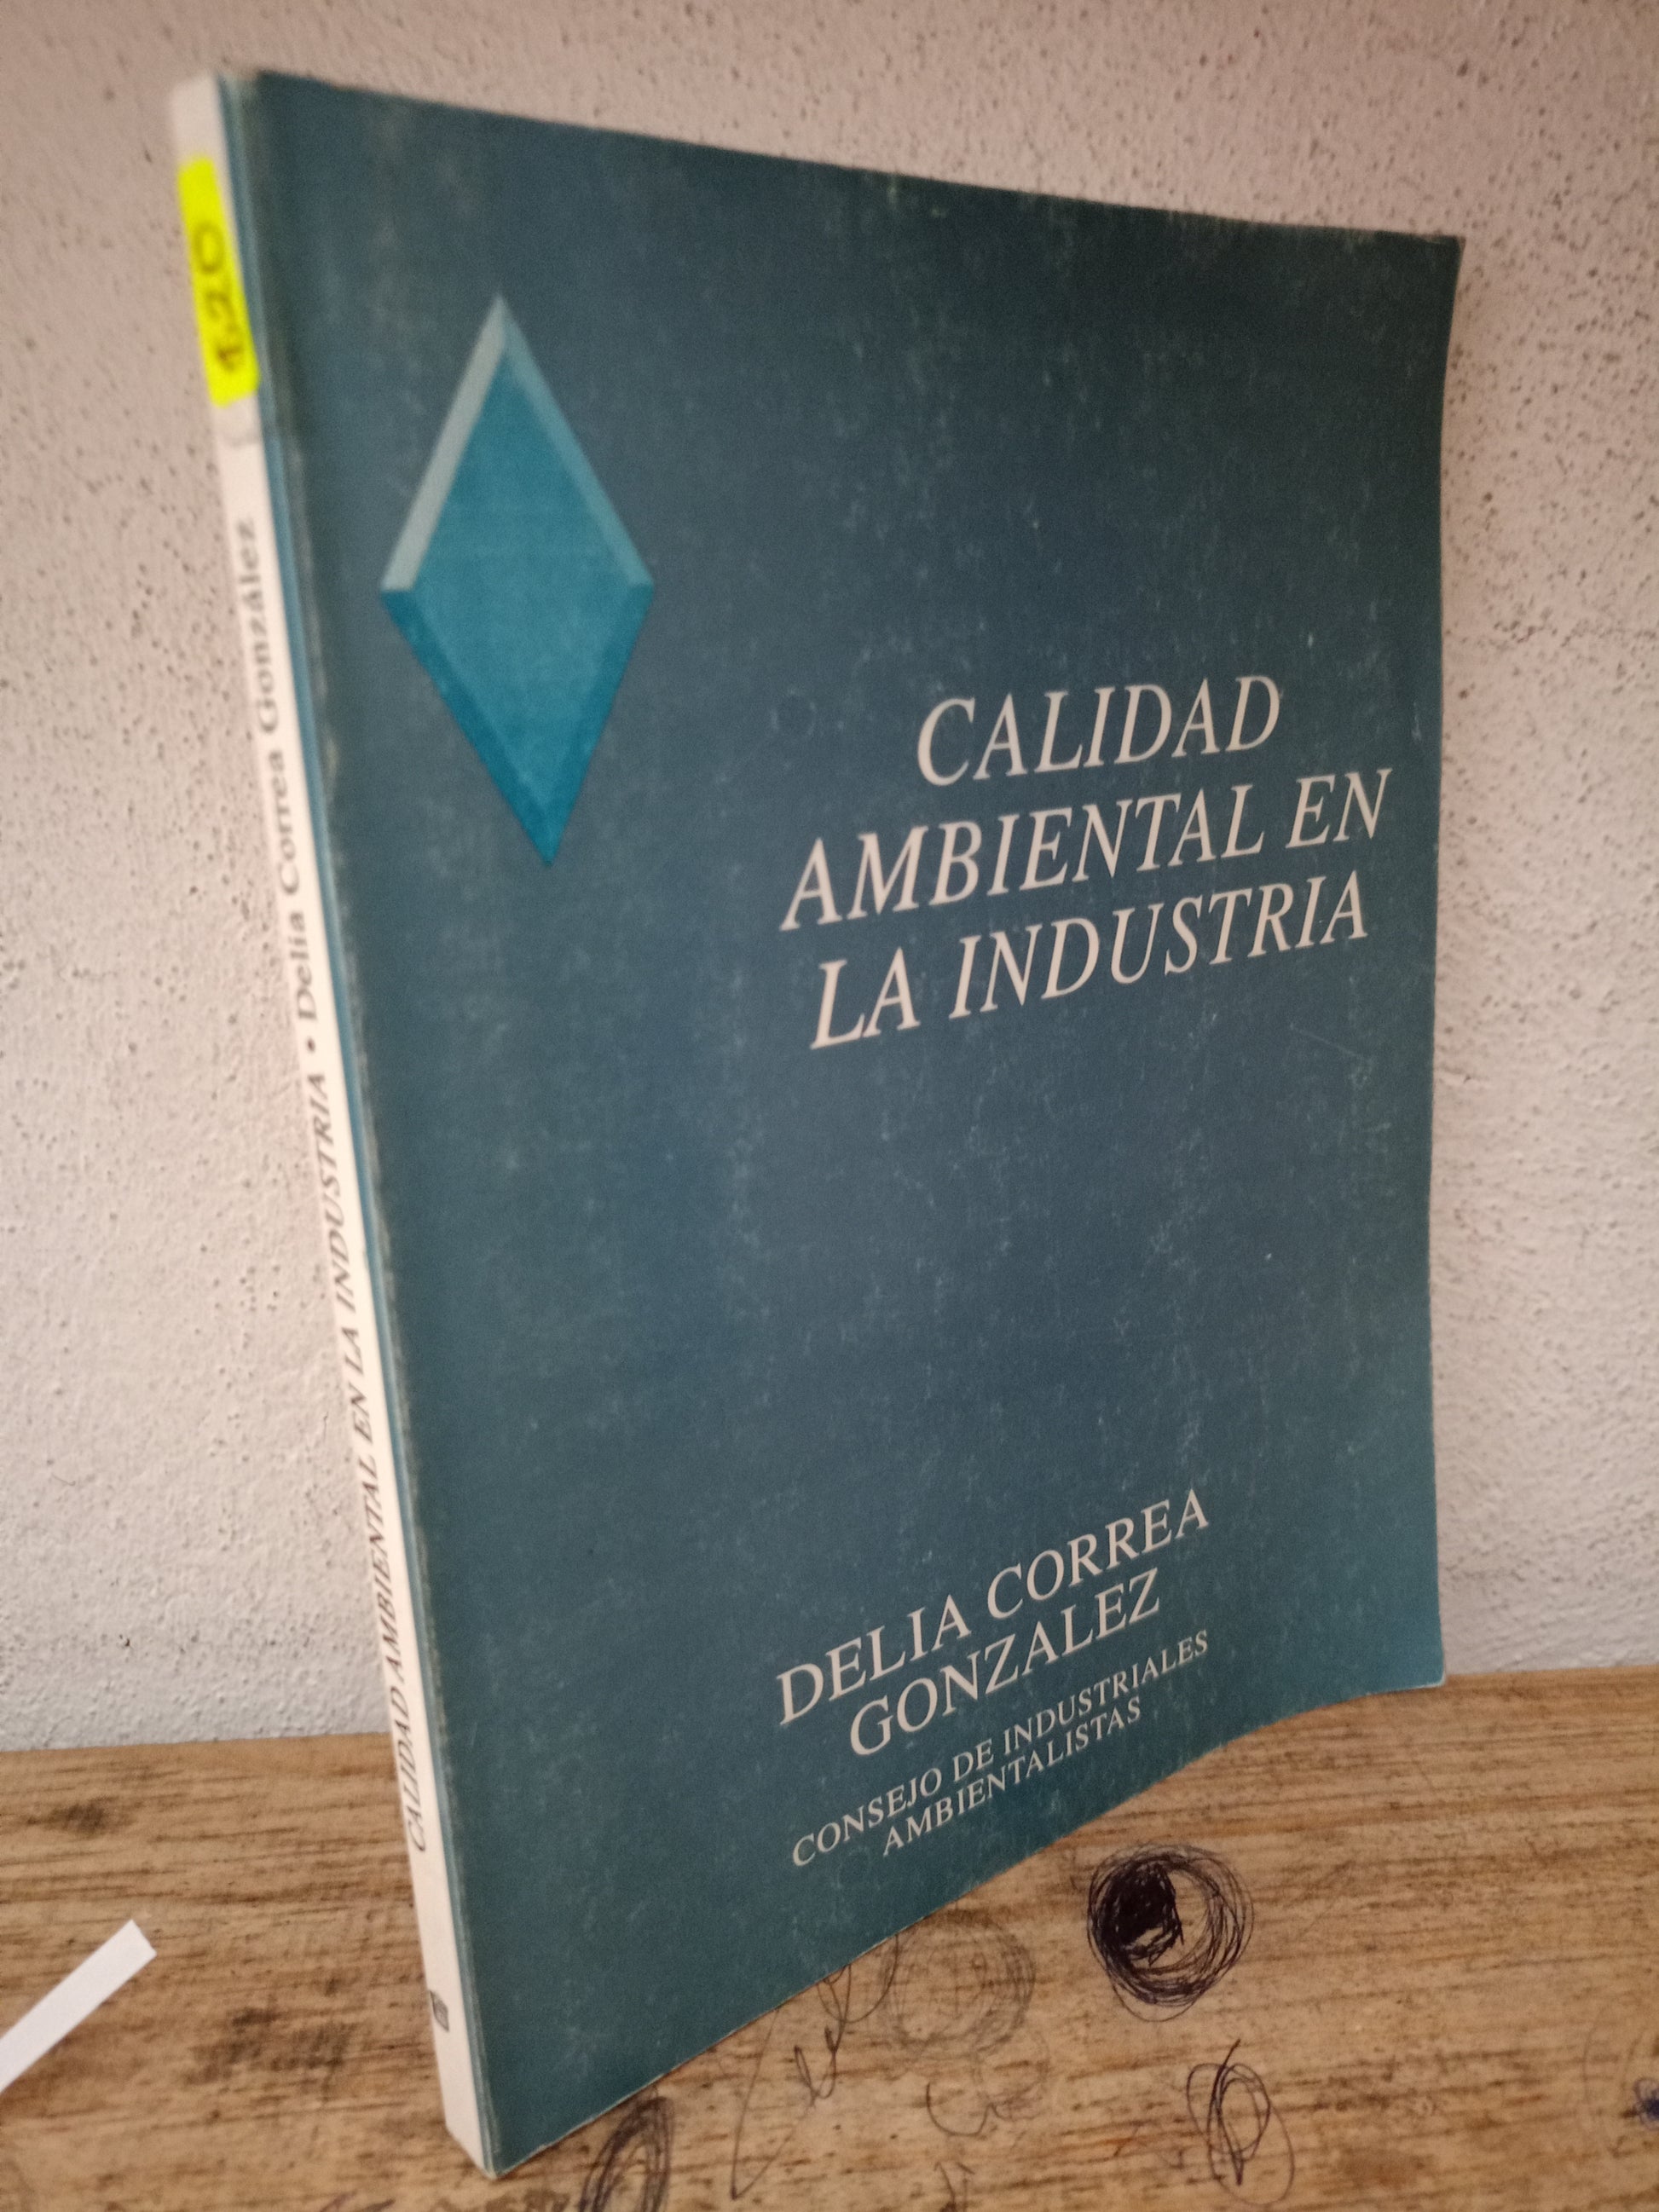 CALIDAD
AMBIENTAL EN
LA INDUSTRIA
DELIA CORREA
GONZALEZ
CONSEJO DE INDUSTRIALES
AMBIENTALISTAS
CALIDAD AMBIENTAL EN LA INDUSTRIA • Delia Correa González